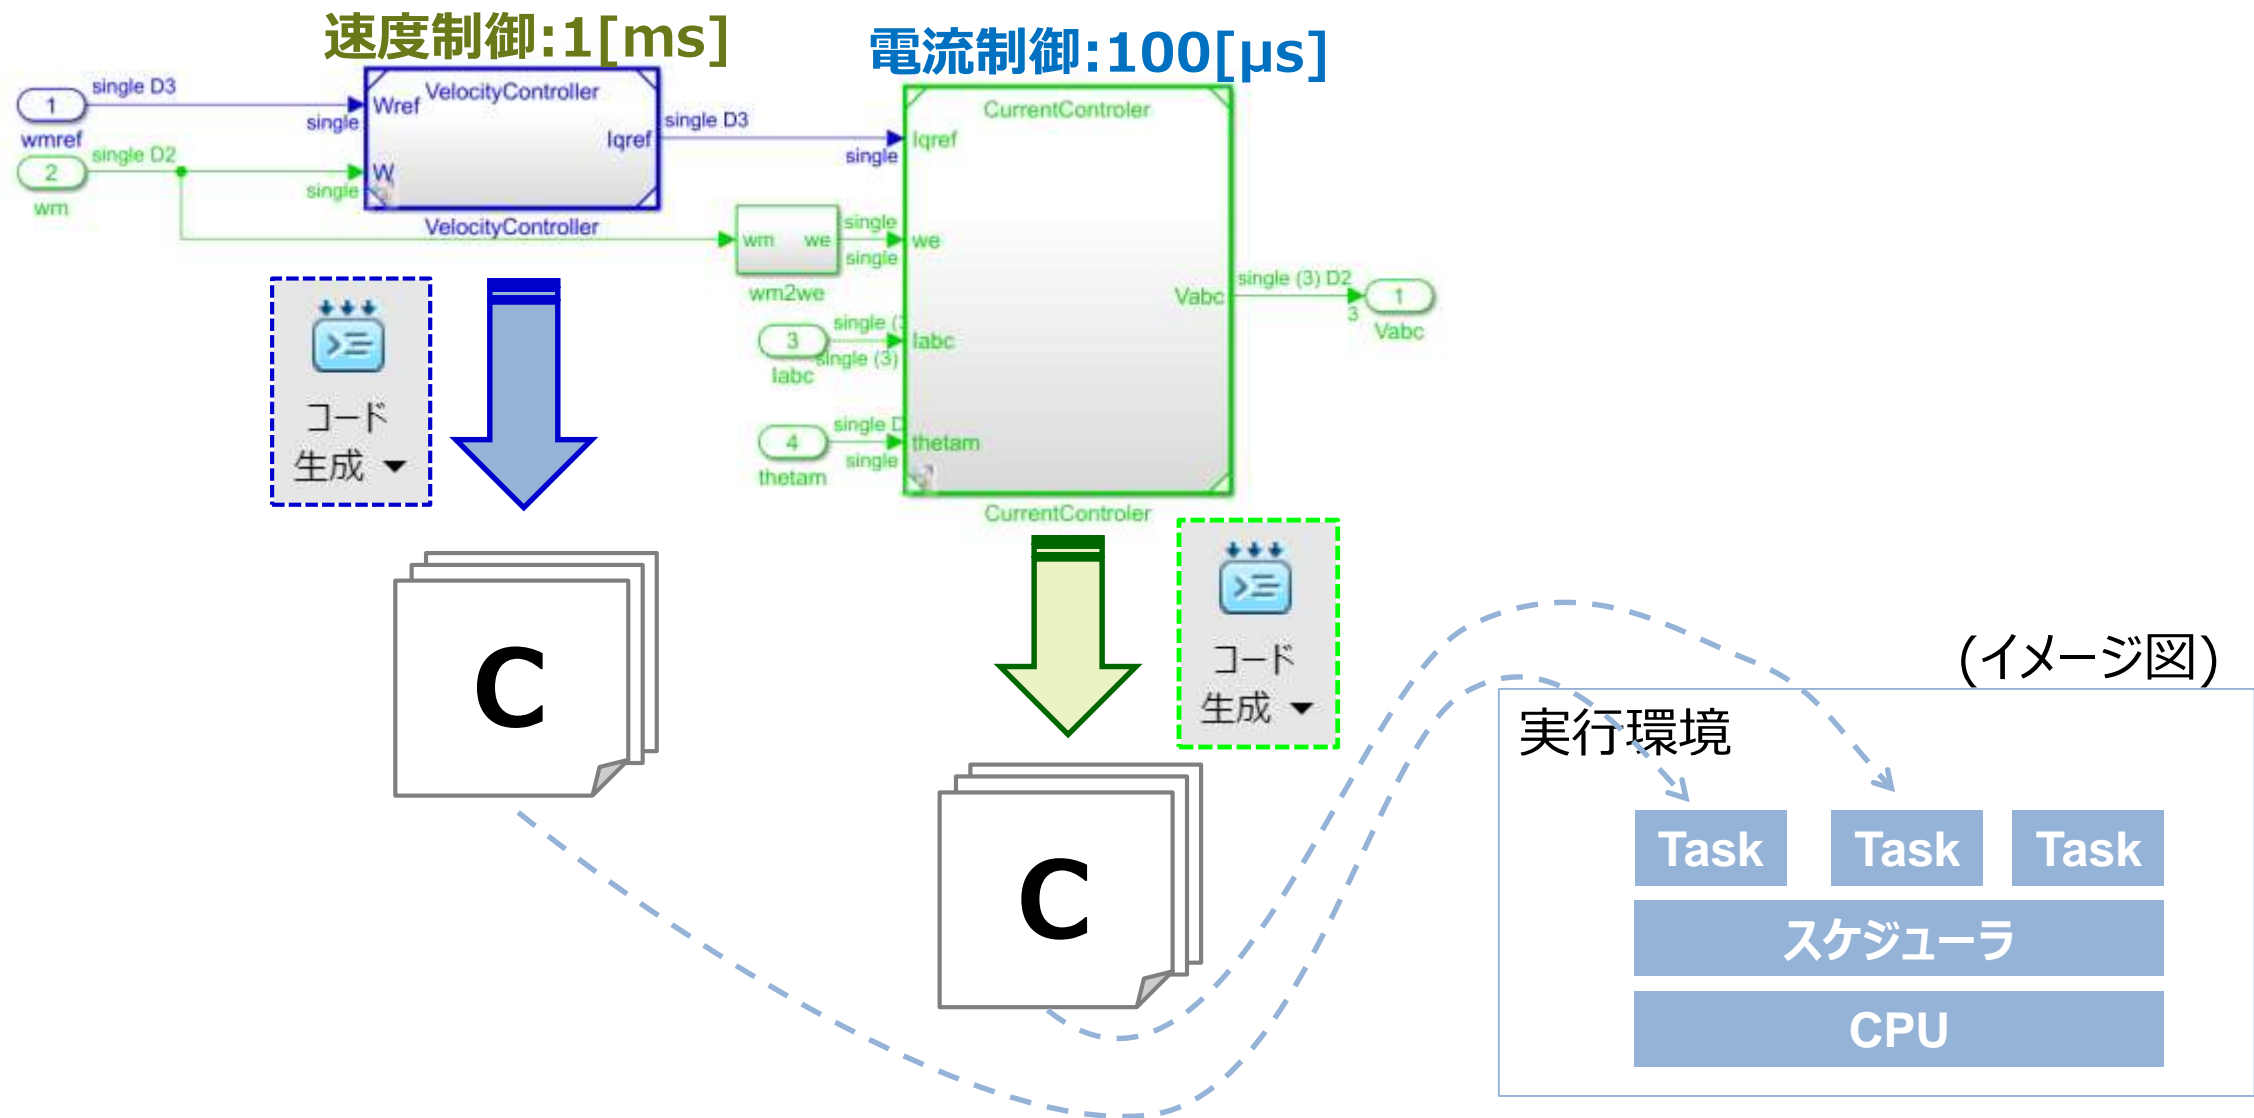 速度制御:1[ms]
電流制御:100[μs]
1
wmref
single D3
single
2
wm
single D2
single
Wref
VelocityController
Iqref
W
VelocityController
single D3
single
wm
we
wm2we
single
single
3
Iabc
single (3)
4
thetam
single
CurrentControler
Iqref
we
Iabc
thetam
Vabc
CurrentControler
single (3) D2
3
1
Vabc
コード
生成
コード
生成
C
C
(イメージ図)
実行環境
Task
Task
Task
スケジューラ
CPU